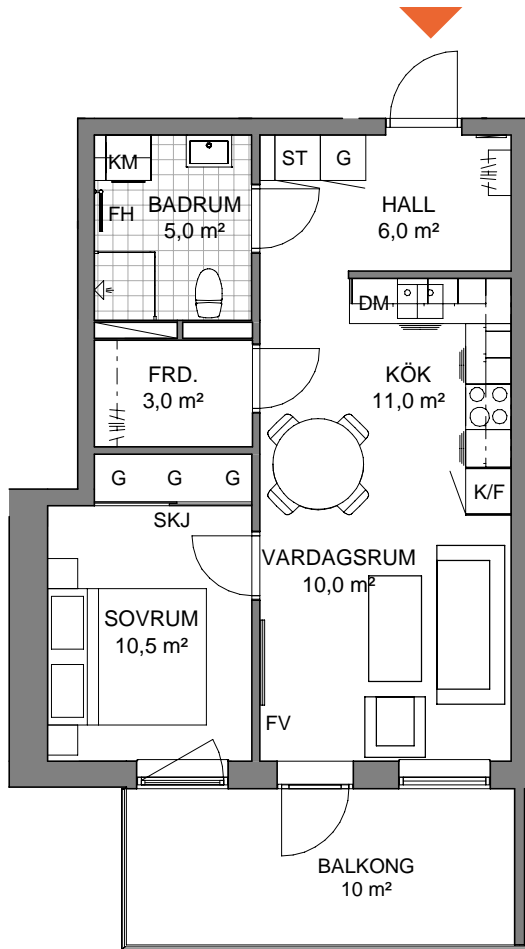 KM
ST
G
FH
BADRUM
5,0 m²
HALL
6,0 m²
DM
FRD.
3,0 m²
KÖK
11,0 m²
G
G
G
K/F
SKJ
VARDAGSRUM
10,0 m²
SOVRUM
10,5 m²
FV
BALKONG
10 m²